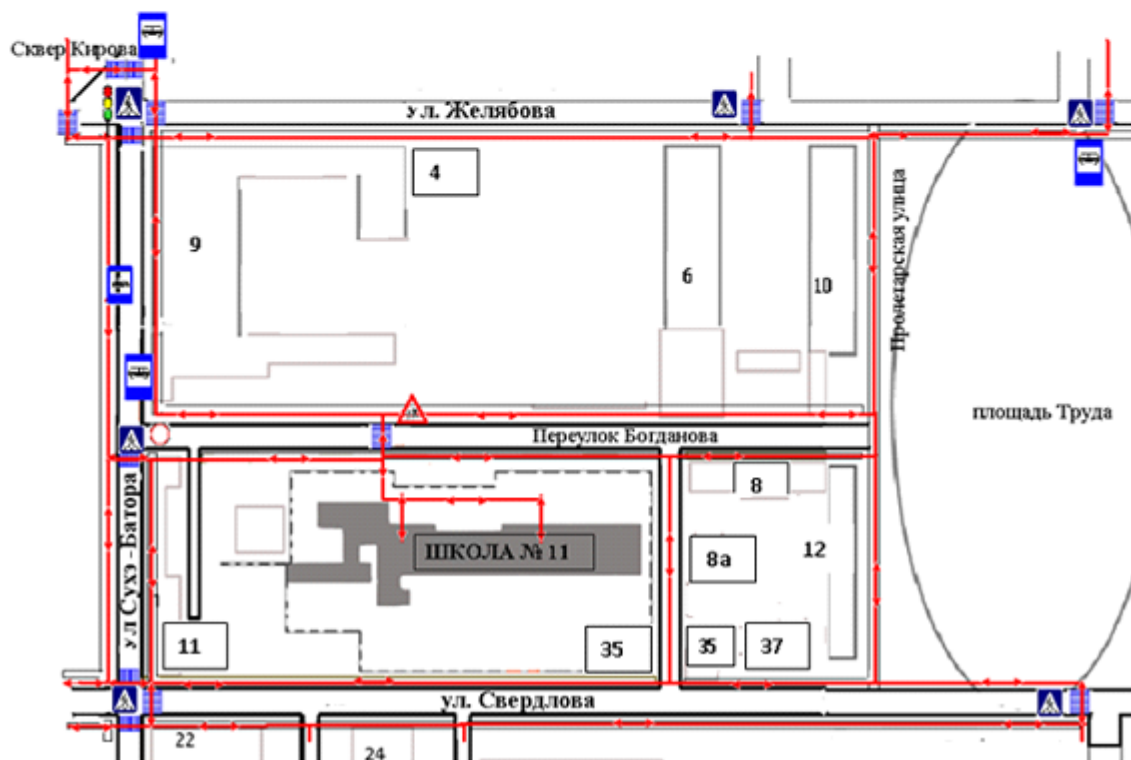 Сквер Кирова
ул. Желябова
4
9
6
10
Пролетарская улица
площадь Труда
Переулок Богданова
8
ШКОЛА № 11
8а
12
ул Сухэ -Батора
11
35
35
37
ул. Свердлова
22
24